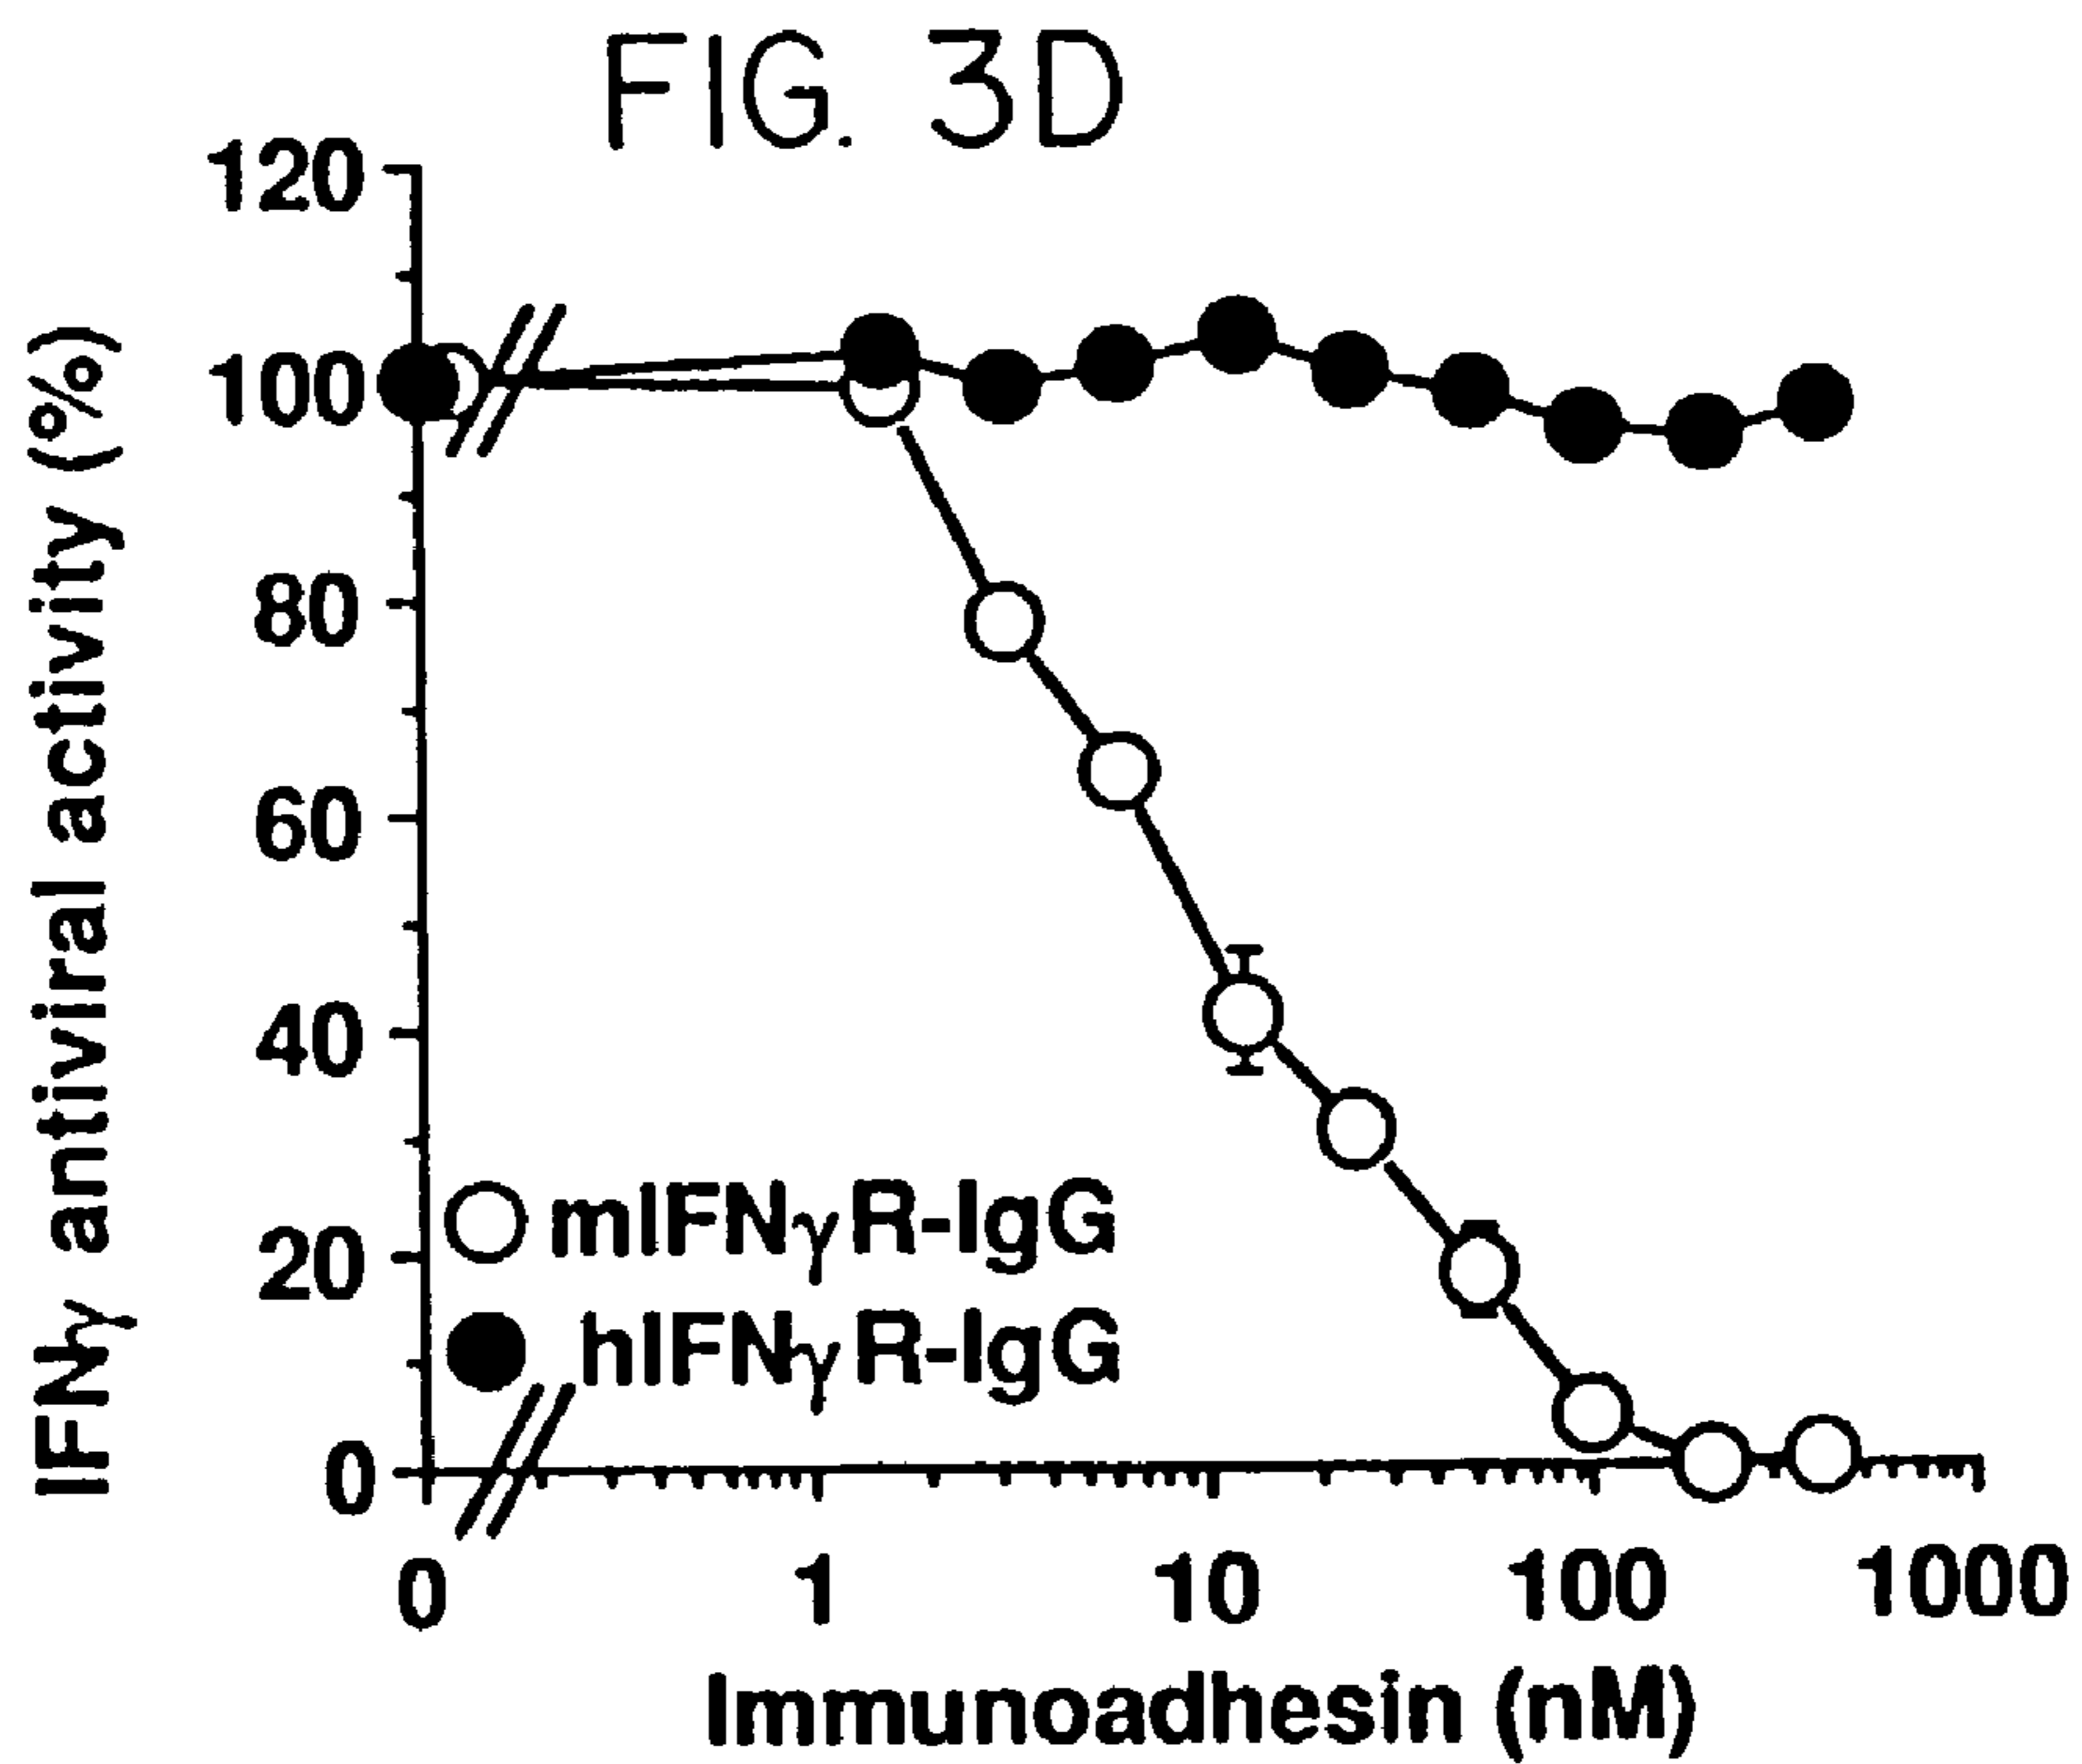 FIG. 3D
120
100
80
60
40
20
0
IFNγ antiviral activity (%)
mIFNγR-IgG
hIFNγR-IgG
0 1 10 100 1000
Immunoadhesin (nM)